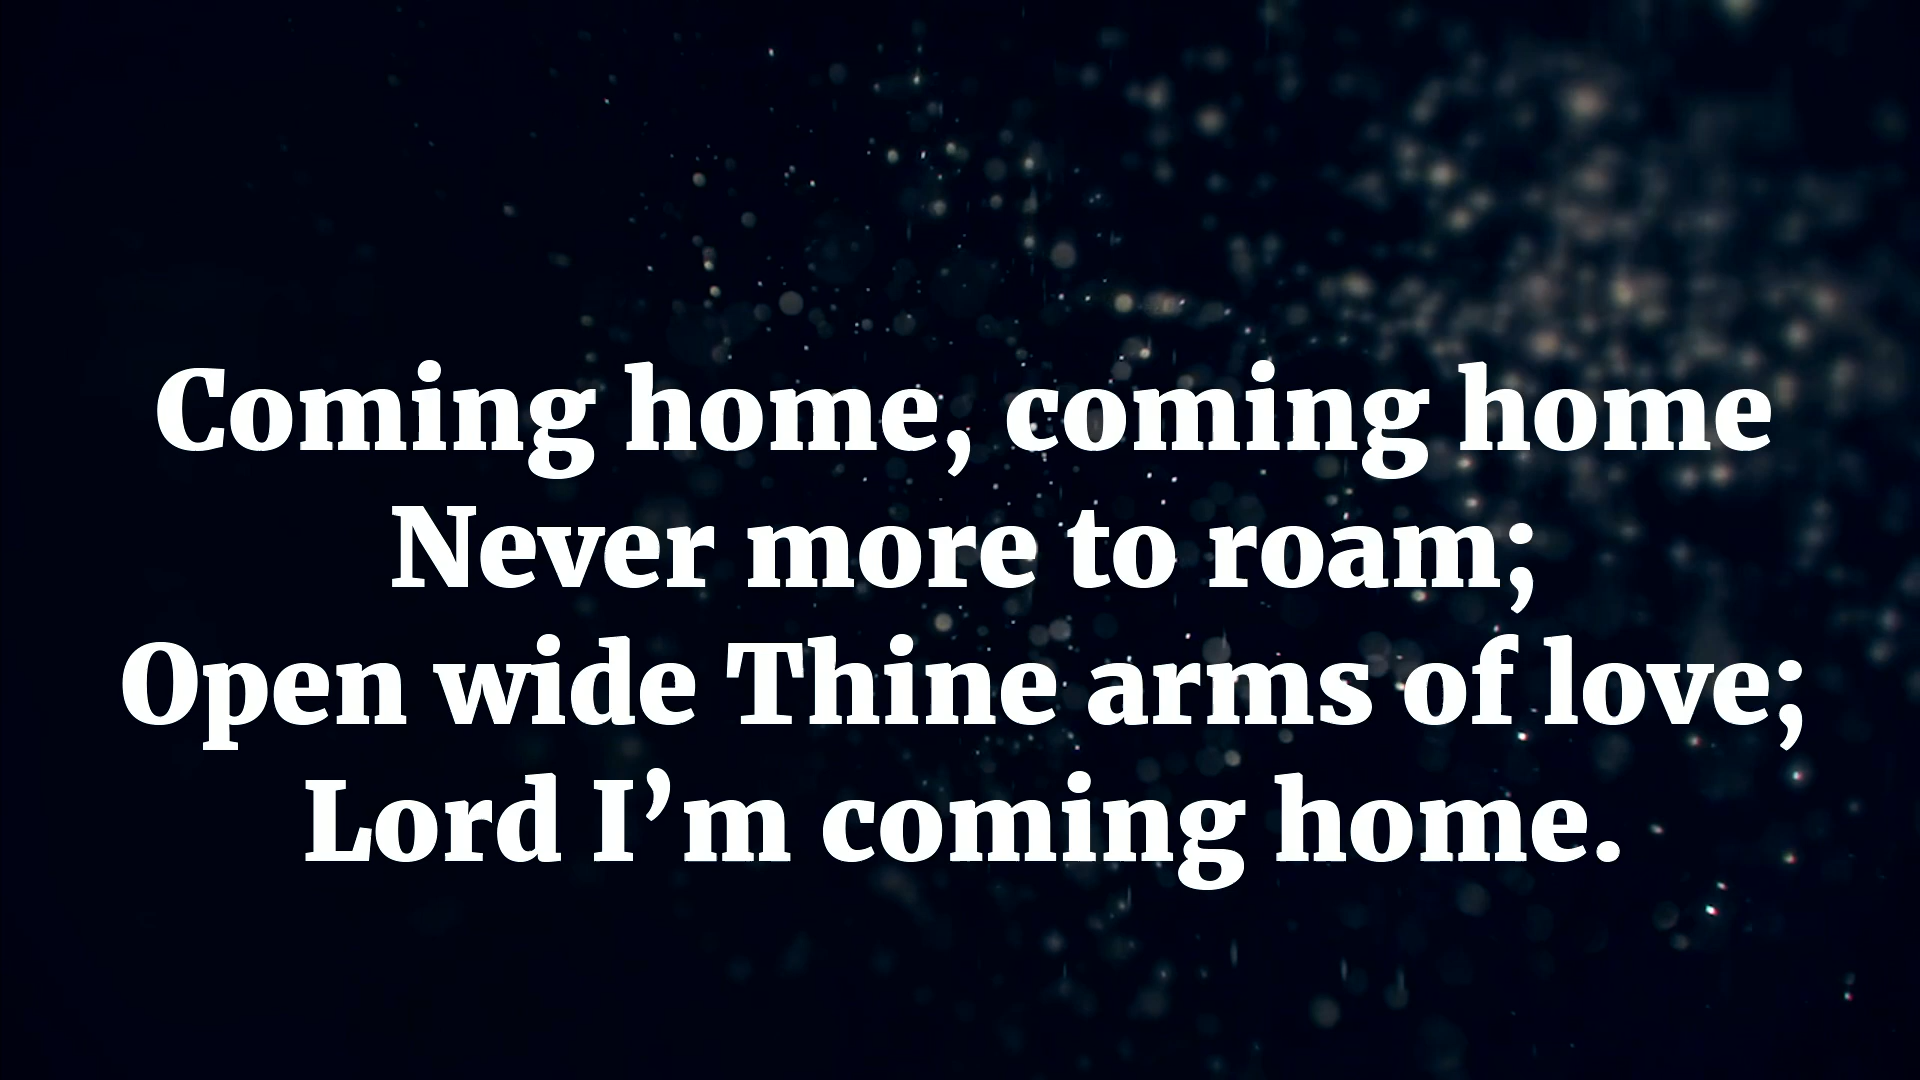 Coming home, coming home
Never more to roam;
Open wide Thine arms of love;
Lord I’m coming home.